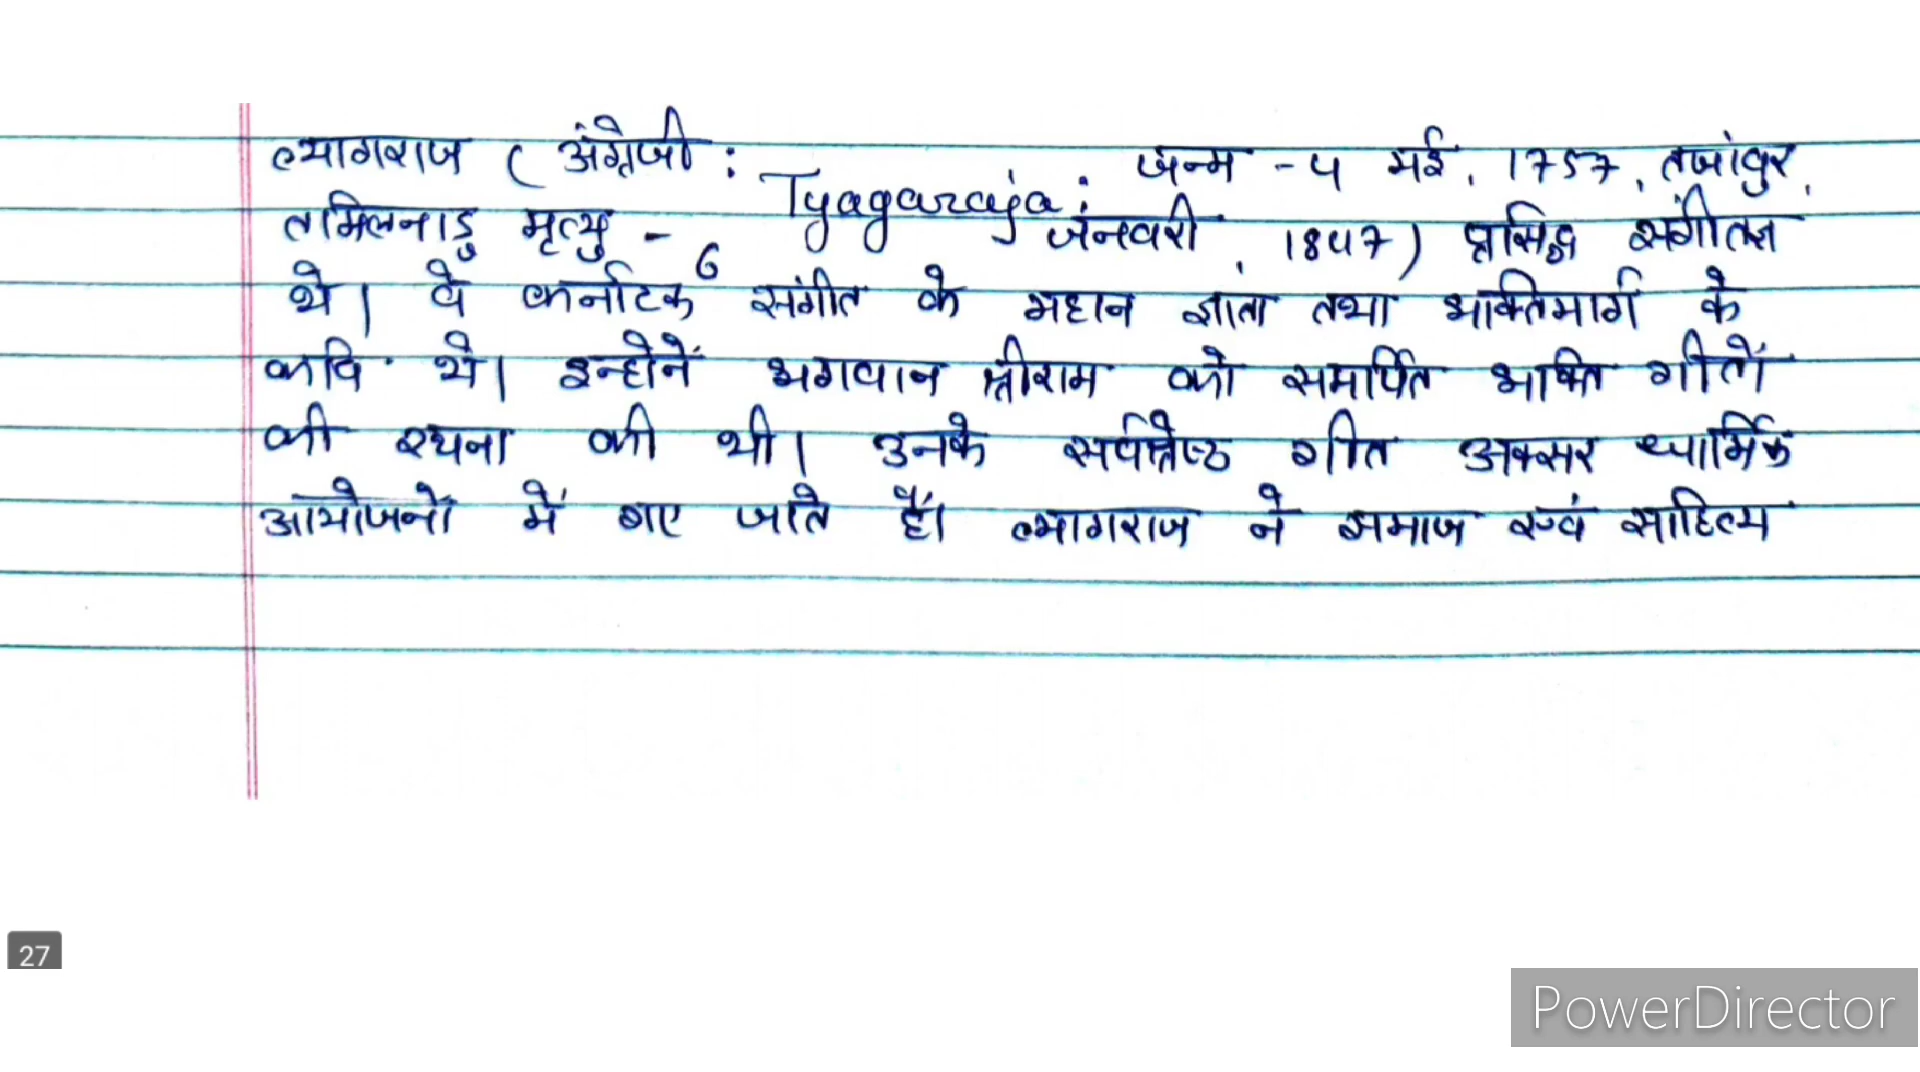 त्यागराज ( अंग्रेजी : Tyagaraja; जन्म - 4 मई, 1757, तजांवुर,
तमिलनाडु मृत्यु - 6 जनवरी, 1847) प्रसिद्ध संगीतज्ञ
थे। वे कर्नाटक संगीत के महान ज्ञाता तथा भक्तिमार्ग के
कवि थे। इन्होनें भगवान श्रीराम को समर्पित भक्ति गीतों
की रचना की थी। उनके सर्वश्रेष्ठ गीत अक्सर धार्मिक
आयोजनों में गाए जाते हैं। त्यागराज ने समाज एवं साहित्य
27
PowerDirector